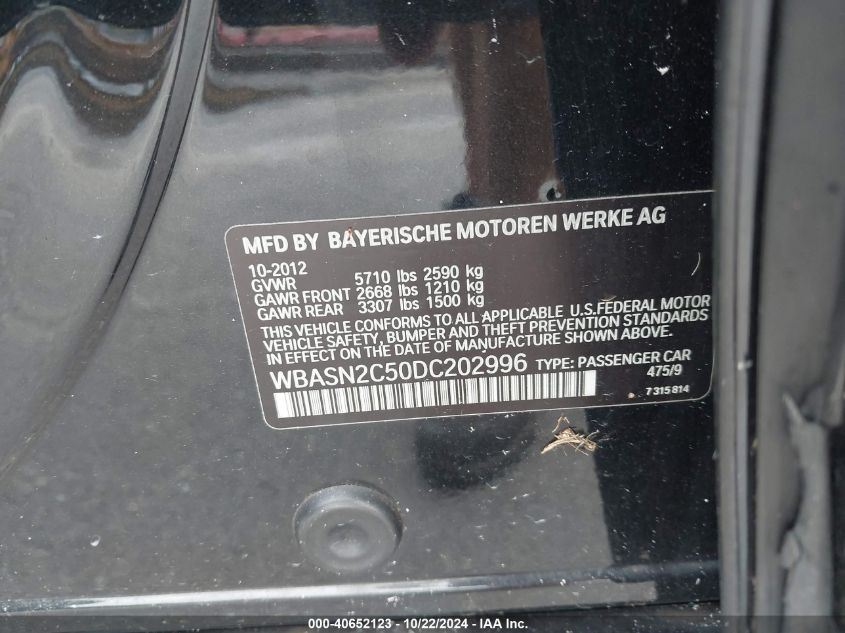 MFD BY BAYERISCHE MOTOREN WERKE AG
10-2012
GVWR 5710 lbs 2590 kg
GAWR FRONT 2668 lbs 1210 kg
GAWR REAR 3307 lbs 1500 kg
THIS VEHICLE CONFORMS TO ALL APPLICABLE U.S.FEDERAL MOTOR
VEHICLE SAFETY, BUMPER AND THEFT PREVENTION STANDARDS
IN EFFECT ON THE DATE OF MANUFACTURE SHOWN ABOVE.
WBASN2C50DC202996 TYPE: PASSENGER CAR
475/9
7 315 814
000-40652123 - 10/22/2024 - © IAA, Inc.